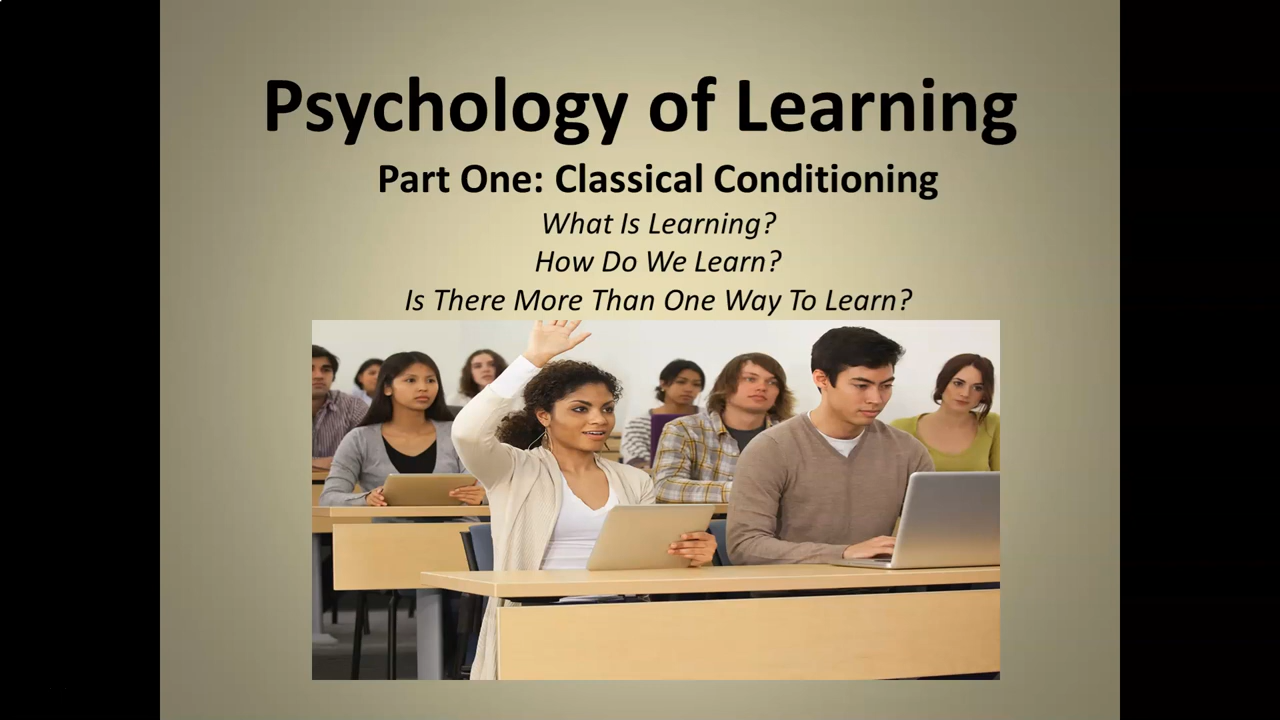 Psychology of Learning
Part One: Classical Conditioning
What Is Learning?
How Do We Learn?
Is There More Than One Way To Learn?